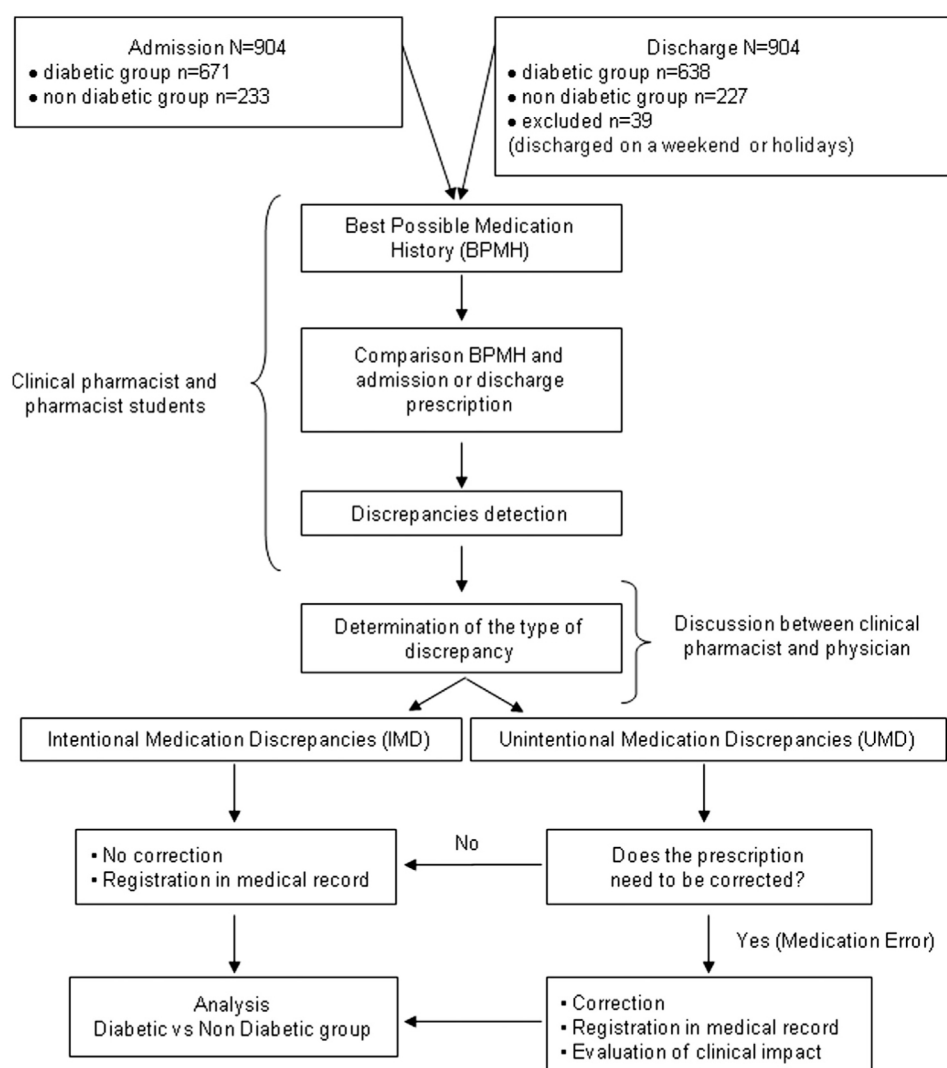 Admission N=904
● diabetic group n=671
● non diabetic group n=233
Discharge N=904
● diabetic group n=638
● non diabetic group n=227
● excluded n=39
(discharged on a weekend or holidays)
Best Possible Medication
History (BPMH)
Comparison BPMH and
admission or discharge
prescription
Clinical pharmacist and
pharmacist students
Discrepancies detection
Determination of the type of
discrepancy
Discussion between clinical
pharmacist and physician
Intentional Medication Discrepancies (IMD)
Unintentional Medication Discrepancies (UMD)
▪ No correction
▪ Registration in medical record
No
Does the prescription
need to be corrected?
Yes (Medication Error)
Analysis
Diabetic vs Non Diabetic group
▪ Correction
▪ Registration in medical record
▪ Evaluation of clinical impact